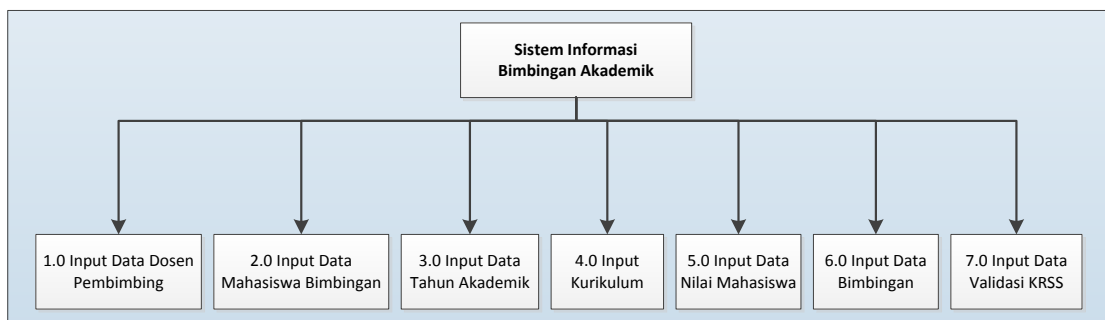 Sistem Informasi
Bimbingan Akademik
1.0 Input Data Dosen
Pembimbing
2.0 Input Data
Mahasiswa Bimbingan
3.0 Input Data
Tahun Akademik
4.0 Input
Kurikulum
5.0 Input Data
Nilai Mahasiswa
6.0 Input Data
Bimbingan
7.0 Input Data
Validasi KRSS